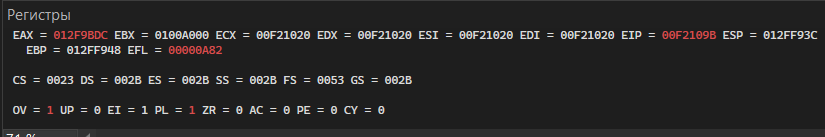 Регистры
EAX = 012F9BDC EBX = 0100A000 ECX = 00F21020 EDX = 00F21020 ESI = 00F21020 EDI = 00F21020 EIP = 00F2109B ESP = 012FF93C
EBP = 012FF948 EFL = 00000A82
CS = 0023 DS = 002B ES = 002B SS = 002B FS = 0053 GS = 002B
OV = 1 UP = 0 EI = 1 PL = 1 ZR = 0 AC = 0 PE = 0 CY = 0